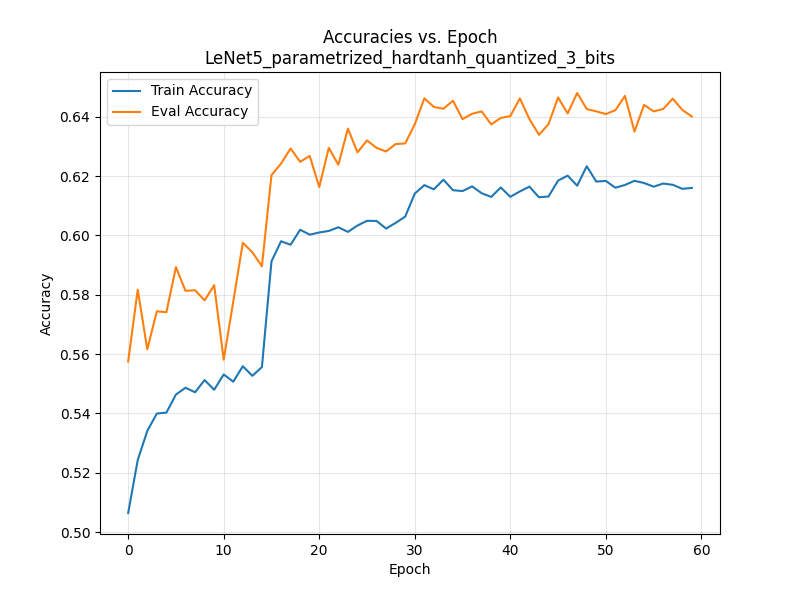 Accuracies vs. Epoch
LeNet5_parametrized_hardtanh_quantized_3_bits
Train Accuracy
Eval Accuracy
Accuracy
0.64
0.62
0.60
0.58
0.56
0.54
0.52
0.50
0
10
20
30
40
50
60
Epoch